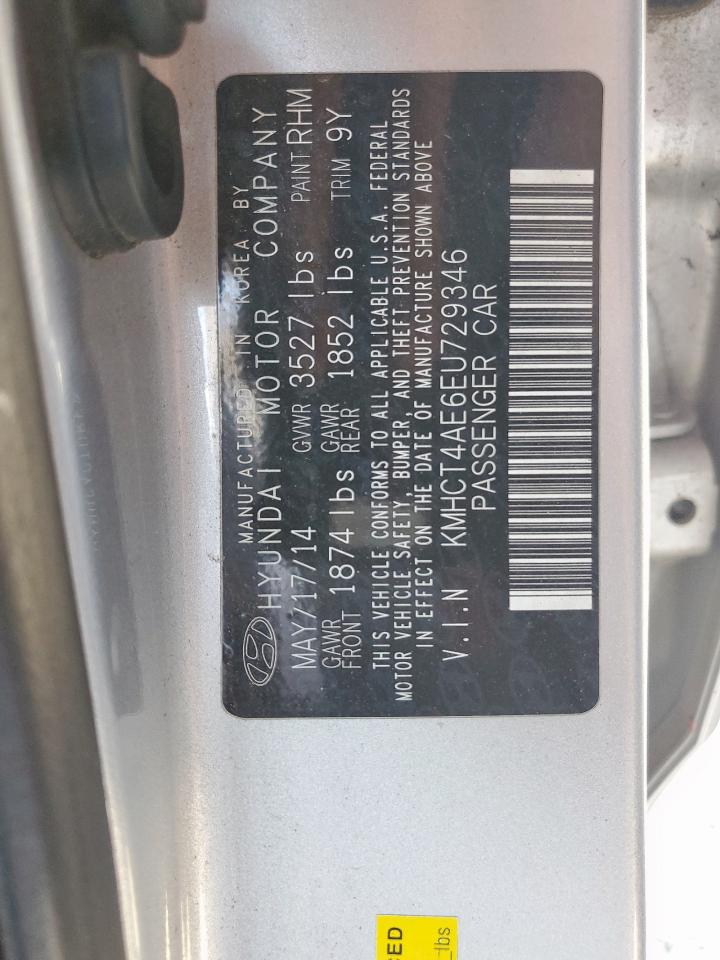 MANUFACTURED IN KOREA BY
HYUNDAI MOTOR COMPANY
MAY/17/14 GVWR 3527 lbs PAINT RHM
GAWR FRONT 1874 lbs GAWR REAR 1852 lbs TRIM 9Y
THIS VEHICLE CONFORMS TO ALL APPLICABLE U.S.A. FEDERAL
MOTOR VEHICLE SAFETY, BUMPER, AND THEFT PREVENTION STANDARDS
IN EFFECT ON THE DATE OF MANUFACTURE SHOWN ABOVE
V.I.N KMHCT4AE6EU729346
PASSENGER CAR
lbs